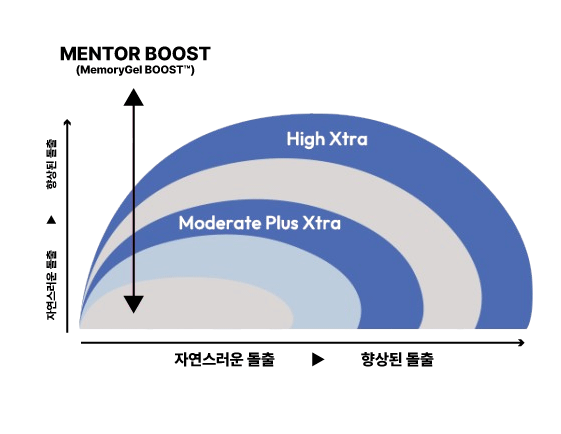 MENTOR BOOST
(MemoryGel BOOST™)
High Xtra
Moderate Plus Xtra
자연스러운 돌출 ▶ 향상된 돌출
자연스러운 돌출 ▶ 향상된 돌출